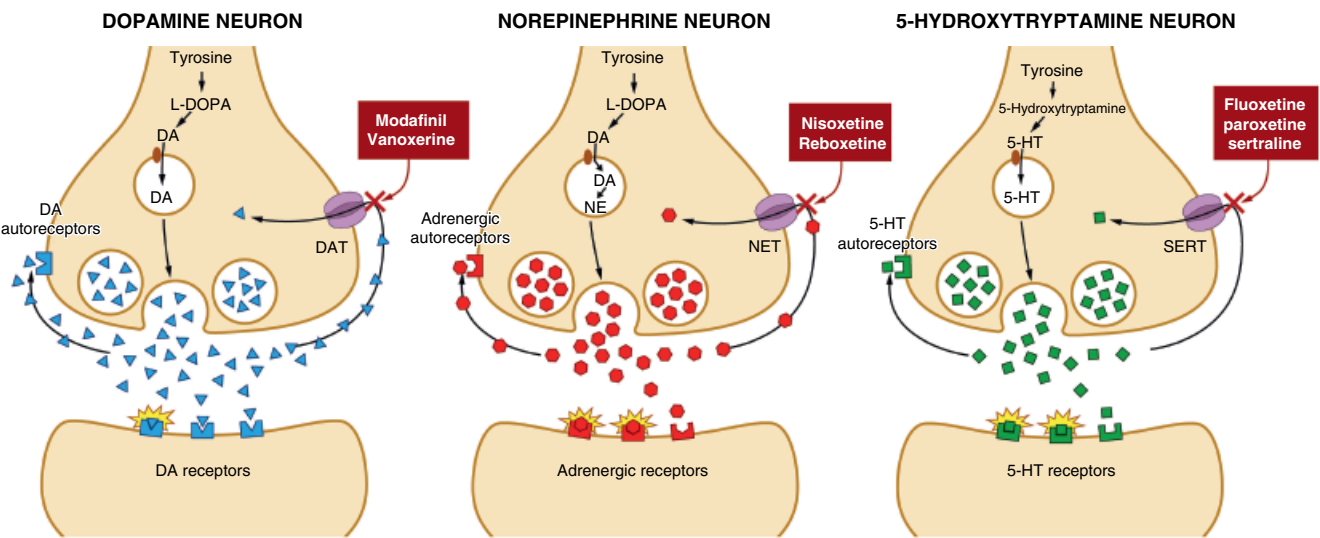 DOPAMINE NEURON
Tyrosine
L-DOPA
DA
DA
Modafinil
Vanoxerine
DA
autoreceptors
DAT
DA receptors
NOREPINEPHRINE NEURON
Tyrosine
L-DOPA
DA
DA
NE
Nisoxetine
Reboxetine
Adrenergic
autoreceptors
NET
Adrenergic receptors
5-HYDROXYTRYPTAMINE NEURON
Tyrosine
5-Hydroxytryptamine
5-HT
5-HT
Fluoxetine
paroxetine
sertraline
5-HT
autoreceptors
SERT
5-HT receptors